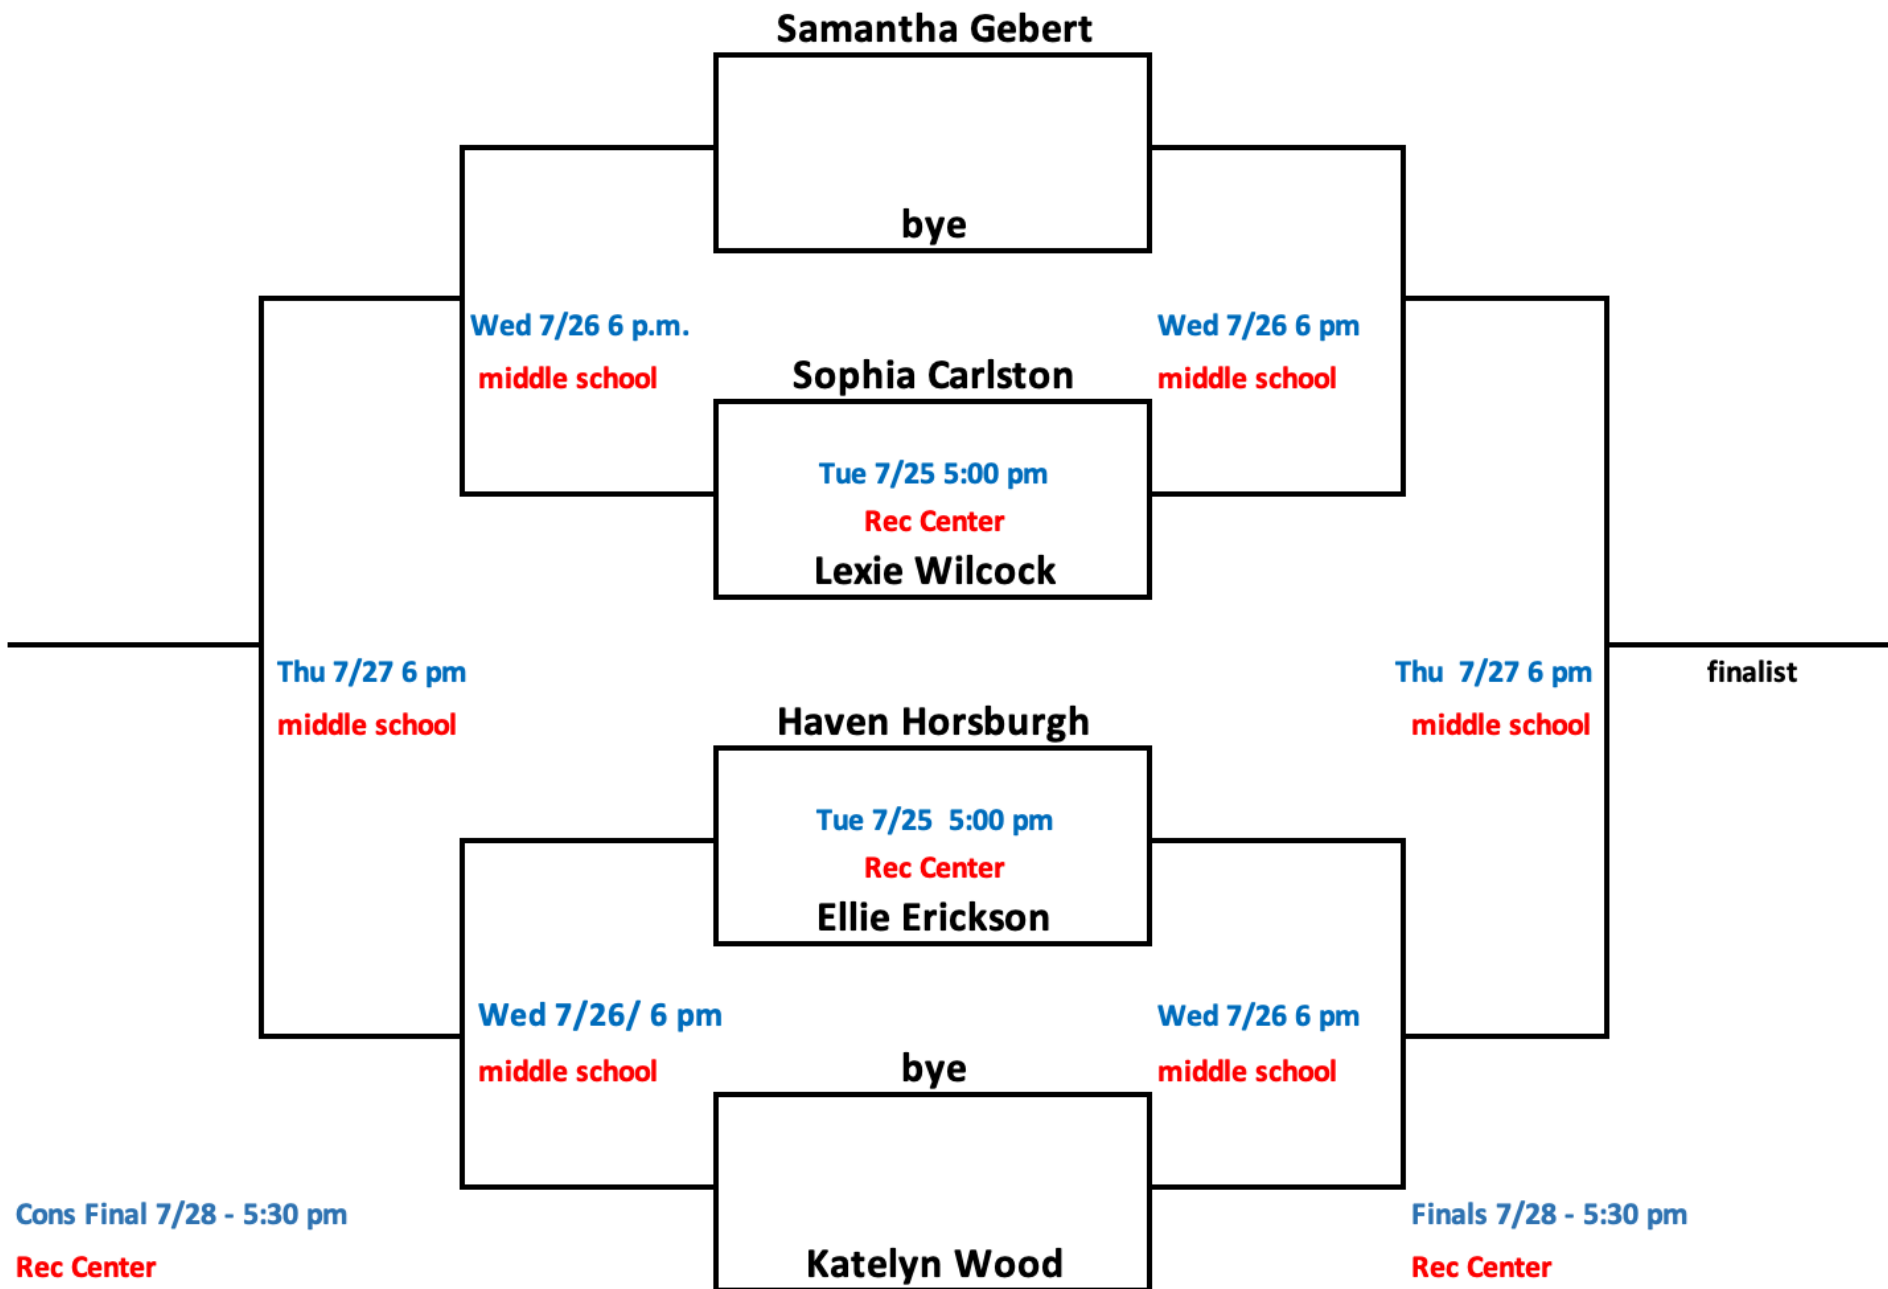 Samantha Gebert
bye
Wed 7/26 6 p.m.
Wed 7/26 6 pm
middle school
Sophia Carlston
middle school
Tue 7/25 5:00 pm
Rec Center
Lexie Wilcock
Thu 7/27 6 pm
Thu  7/27 6 pm
finalist
middle school
Haven Horsburgh
middle school
Tue 7/25  5:00 pm
Rec Center
Ellie Erickson
Wed 7/26/ 6 pm
Wed 7/26 6 pm
middle school
bye
middle school
Cons Final 7/28 - 5:30 pm
Finals 7/28 - 5:30 pm
Rec Center
Katelyn Wood
Rec Center